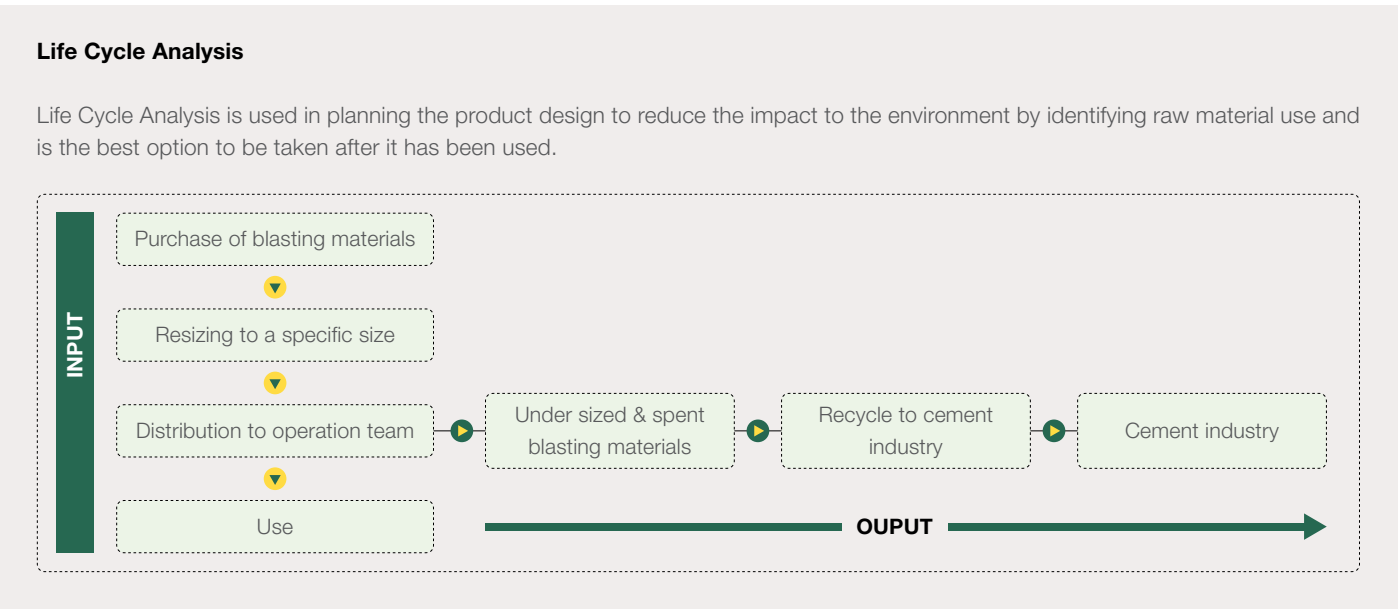 Life Cycle Analysis
Life Cycle Analysis is used in planning the product design to reduce the impact to the environment by identifying raw material use and
is the best option to be taken after it has been used.
INPUT
Purchase of blasting materials
Resizing to a specific size
Distribution to operation team
Use
Under sized & spent
blasting materials
Recycle to cement
industry
Cement industry
OUPUT